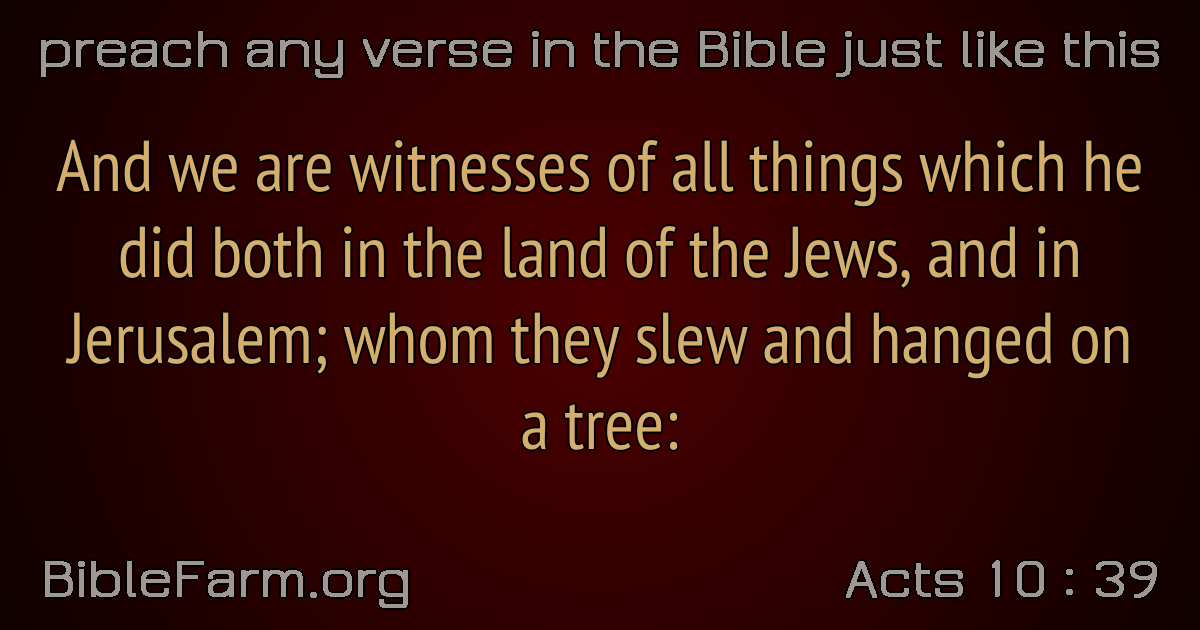 preach any verse in the Bible just like this
And we are witnesses of all things which he
did both in the land of the Jews, and in
Jerusalem; whom they slew and hanged on
a tree:
BibleFarm.org
Acts 10 : 39